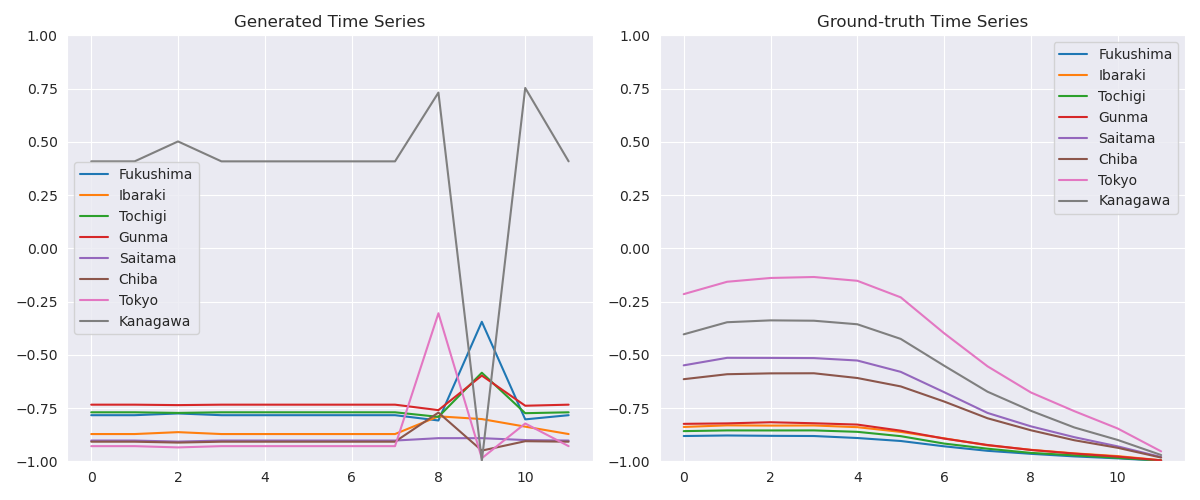 Generated Time Series
1.00
0.75
0.50
0.25
0.00
−0.25
−0.50
−0.75
−1.00
0 2 4 6 8 10
Fukushima
Ibaraki
Tochigi
Gunma
Saitama
Chiba
Tokyo
Kanagawa
Ground-truth Time Series
1.00
0.75
0.50
0.25
0.00
−0.25
−0.50
−0.75
−1.00
0 2 4 6 8 10
Fukushima
Ibaraki
Tochigi
Gunma
Saitama
Chiba
Tokyo
Kanagawa